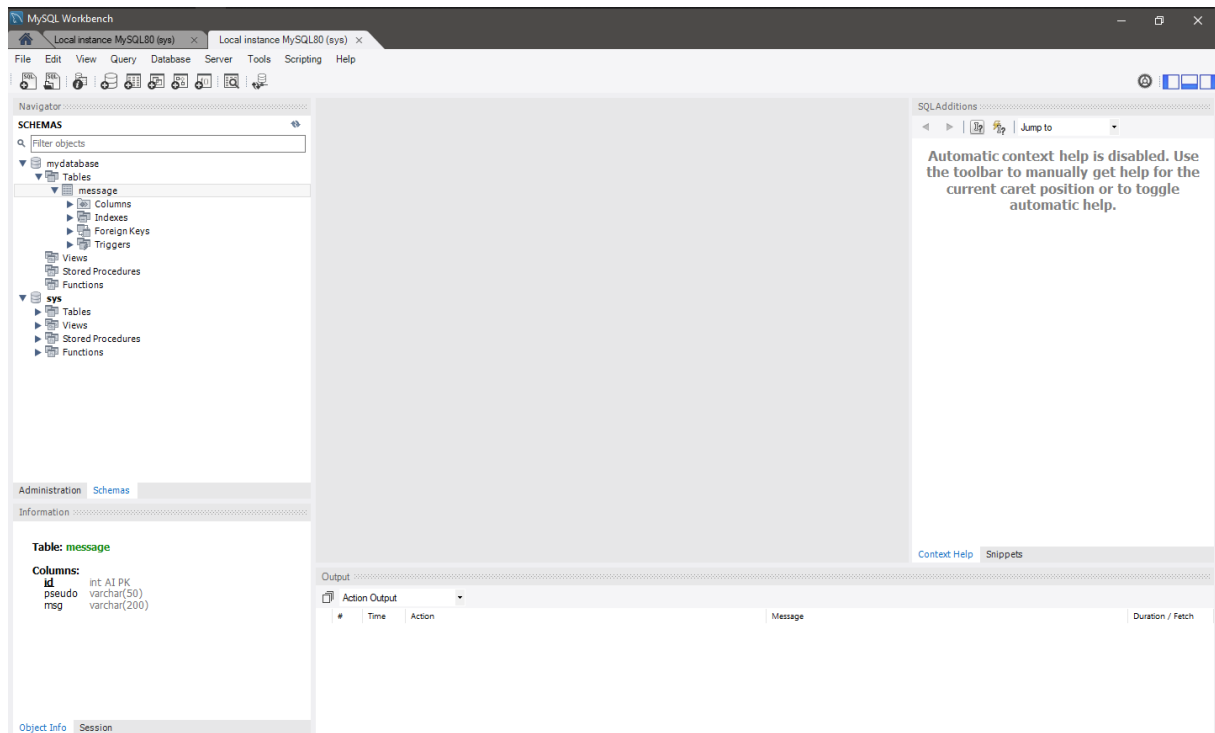 MySQL Workbench
Local instance MySQL80 (sys) ×
Local instance MySQL80 (sys) ×
File Edit View Query Database Server Tools Scripting Help
Navigator
SCHEMAS
Filter objects
mydatabase
Tables
message
Columns
Indexes
Foreign Keys
Triggers
Views
Stored Procedures
Functions
sys
Tables
Views
Stored Procedures
Functions
Administration Schemas
Information
Table: message
Columns:
id int AI PK
pseudo varchar(50)
msg varchar(200)
Object Info Session
SQLAdditions
Jump to
Automatic context help is disabled. Use
the toolbar to manually get help for the
current caret position or to toggle
automatic help.
Context Help Snippets
Output
Action Output
# Time Action Message Duration / Fetch